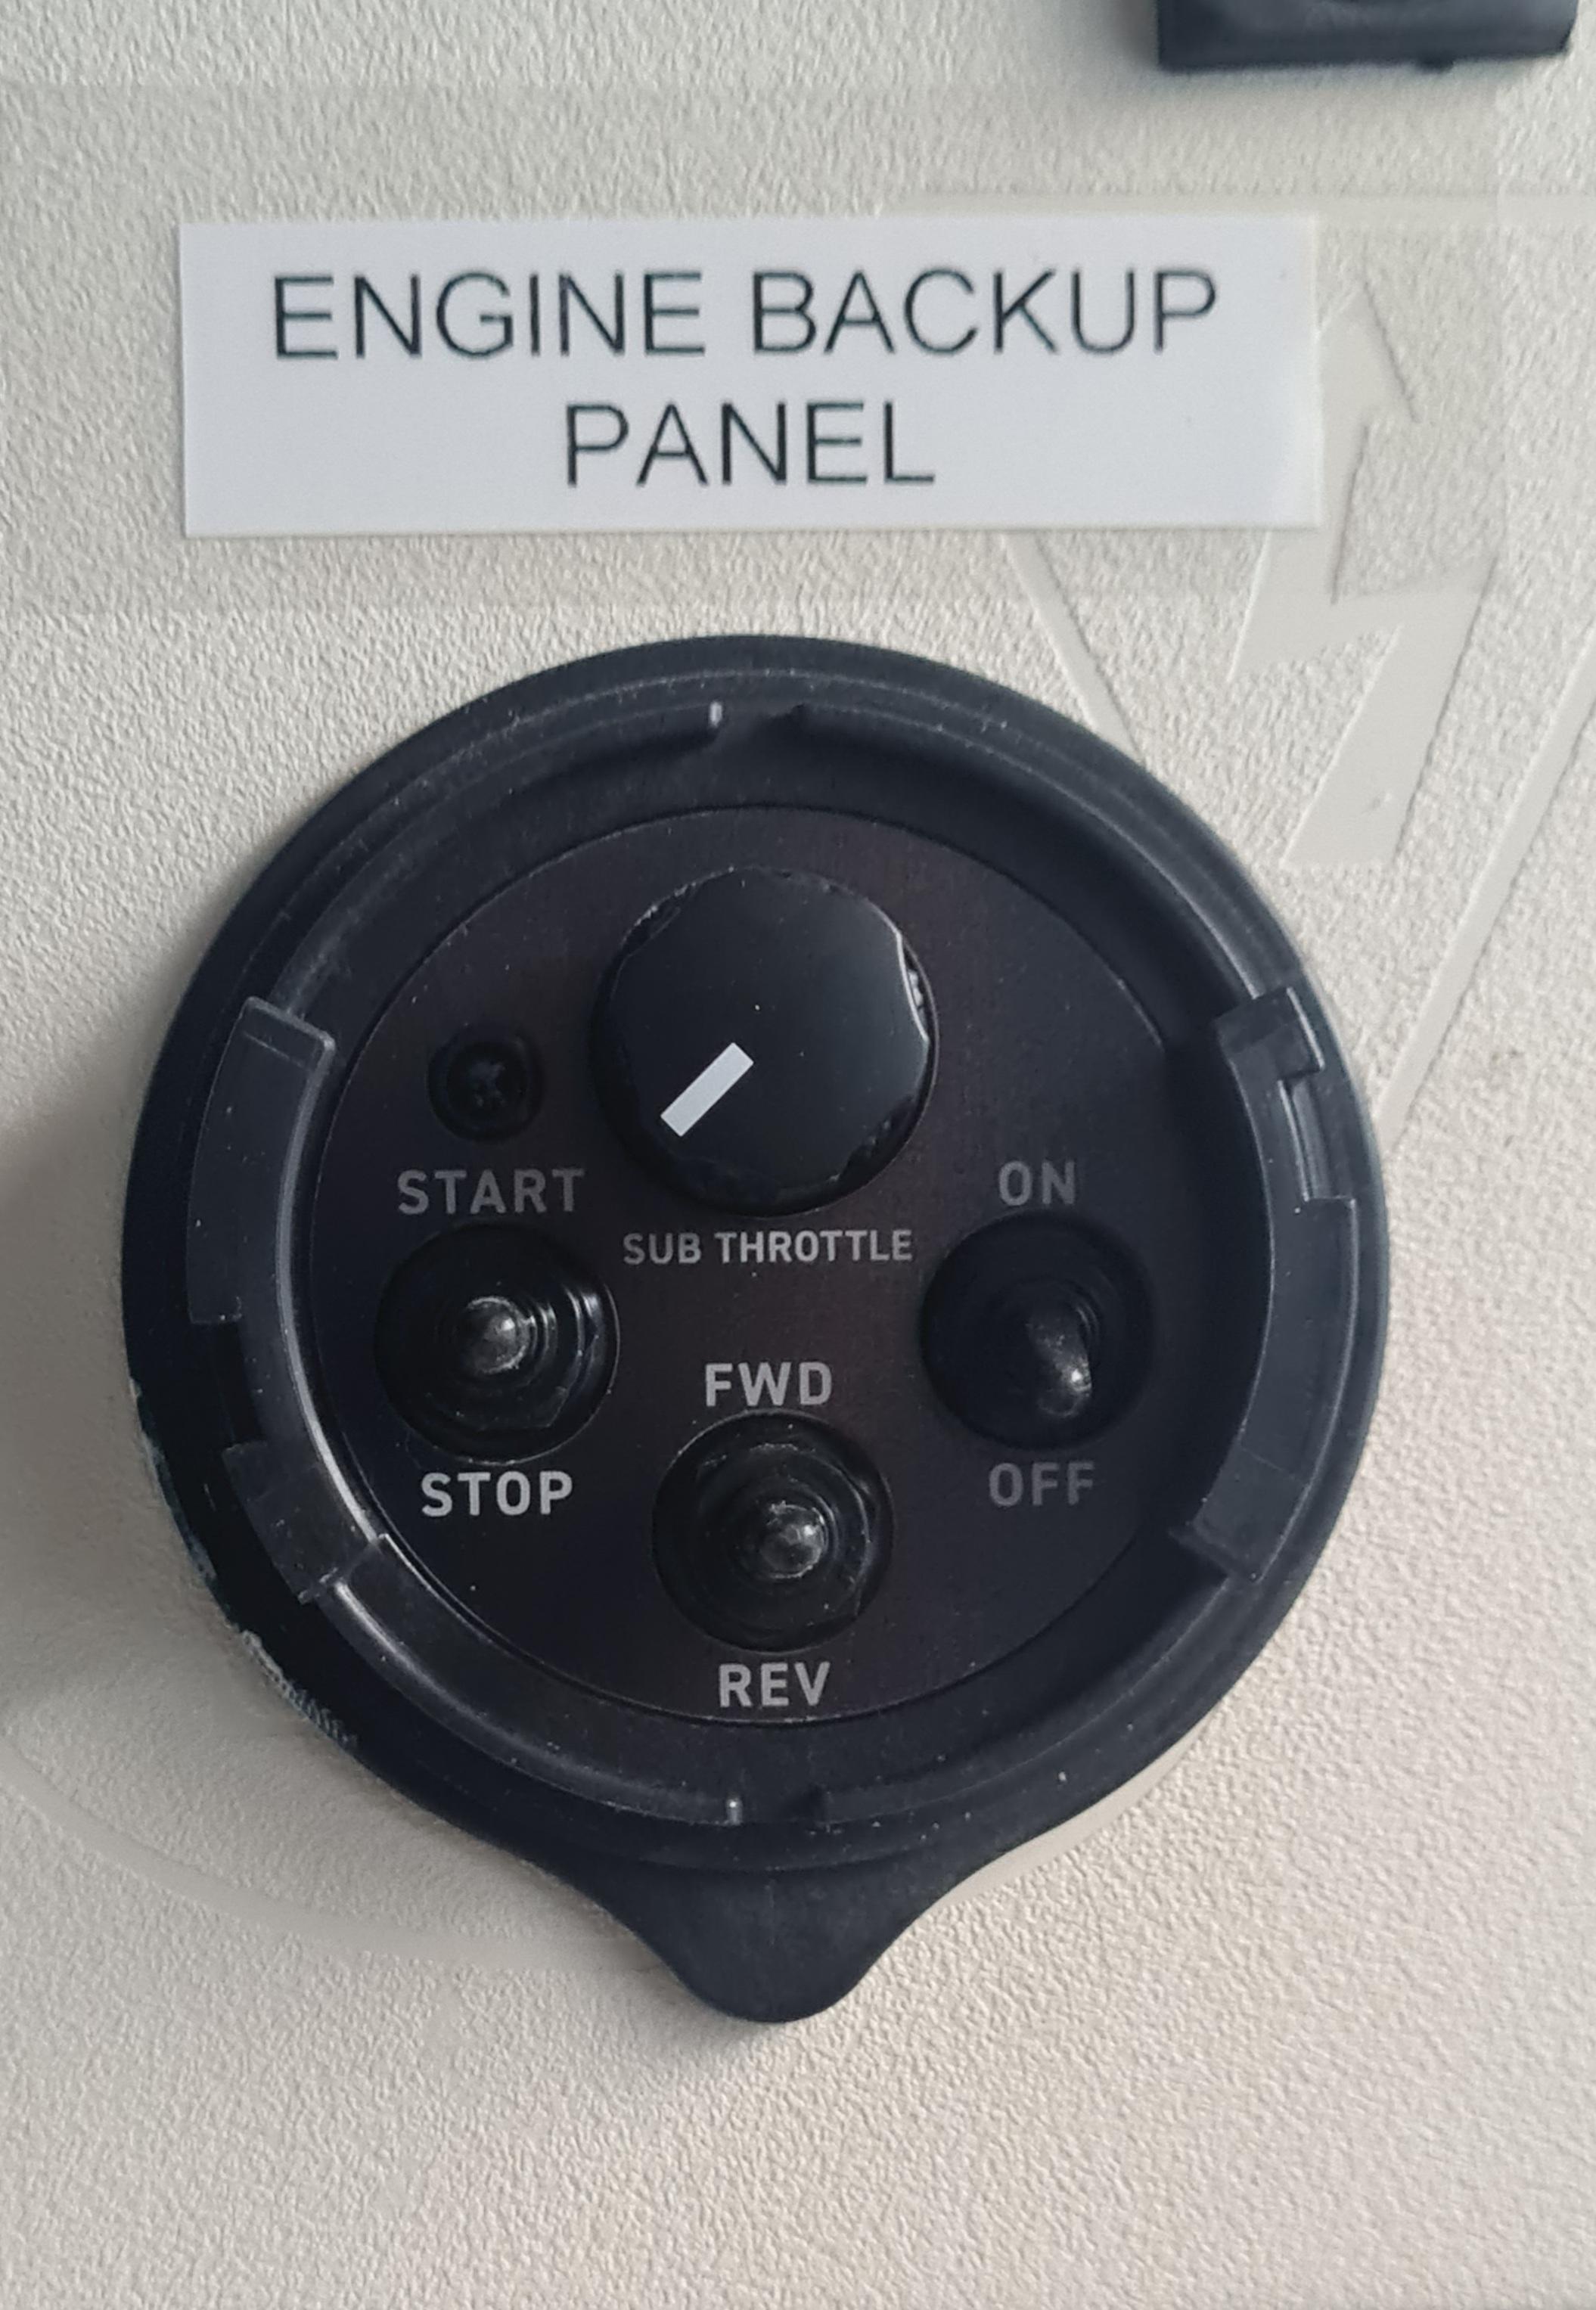 ENGINE BACKUP
PANEL
START
ON
SUB THROTTLE
FWD
STOP
OFF
REV